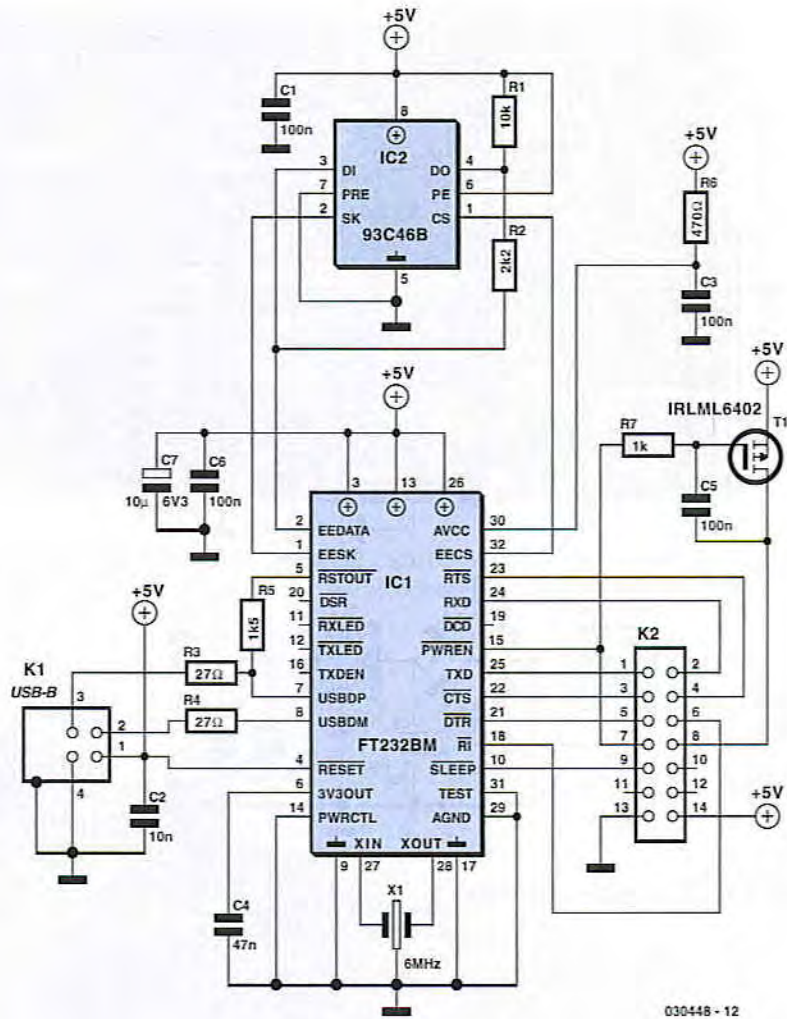 +5V
C1
100n
8
R1
10k
IC2
3
DI
DO
4
7
PRE
PE
6
2
SK
CS
1
93C46B
5
R2
2k2
+5V
R6
470Ω
C3
100n
+5V
IRLML6402
T1
R7
1k
C5
100n
+5V
C7
10µ
6V3
C6
100n
3
13
26
2
EEDATA
AVCC
30
1
EESK
EECS
32
5
RSTOUT
IC1
RTS
23
20
DSR
RXD
24
11
RXLED
DCD
19
12
TXLED
PWREN
15
16
TXDEN
TXD
25
7
USBDP
CTS
22
8
USBDM
DTR
21
FT232BM
RI
18
4
RESET
SLEEP
10
6
3V3OUT
TEST
31
14
PWRCTL
AGND
29
XIN
XOUT
9
27
28
17
+5V
R5
1k5
R3
27Ω
R4
27Ω
K1
USB-B
3
2
1
4
C2
10n
C4
47n
X1
6MHz
K2
1
2
3
4
5
6
7
8
9
10
11
12
13
14
+5V
030448 - 12